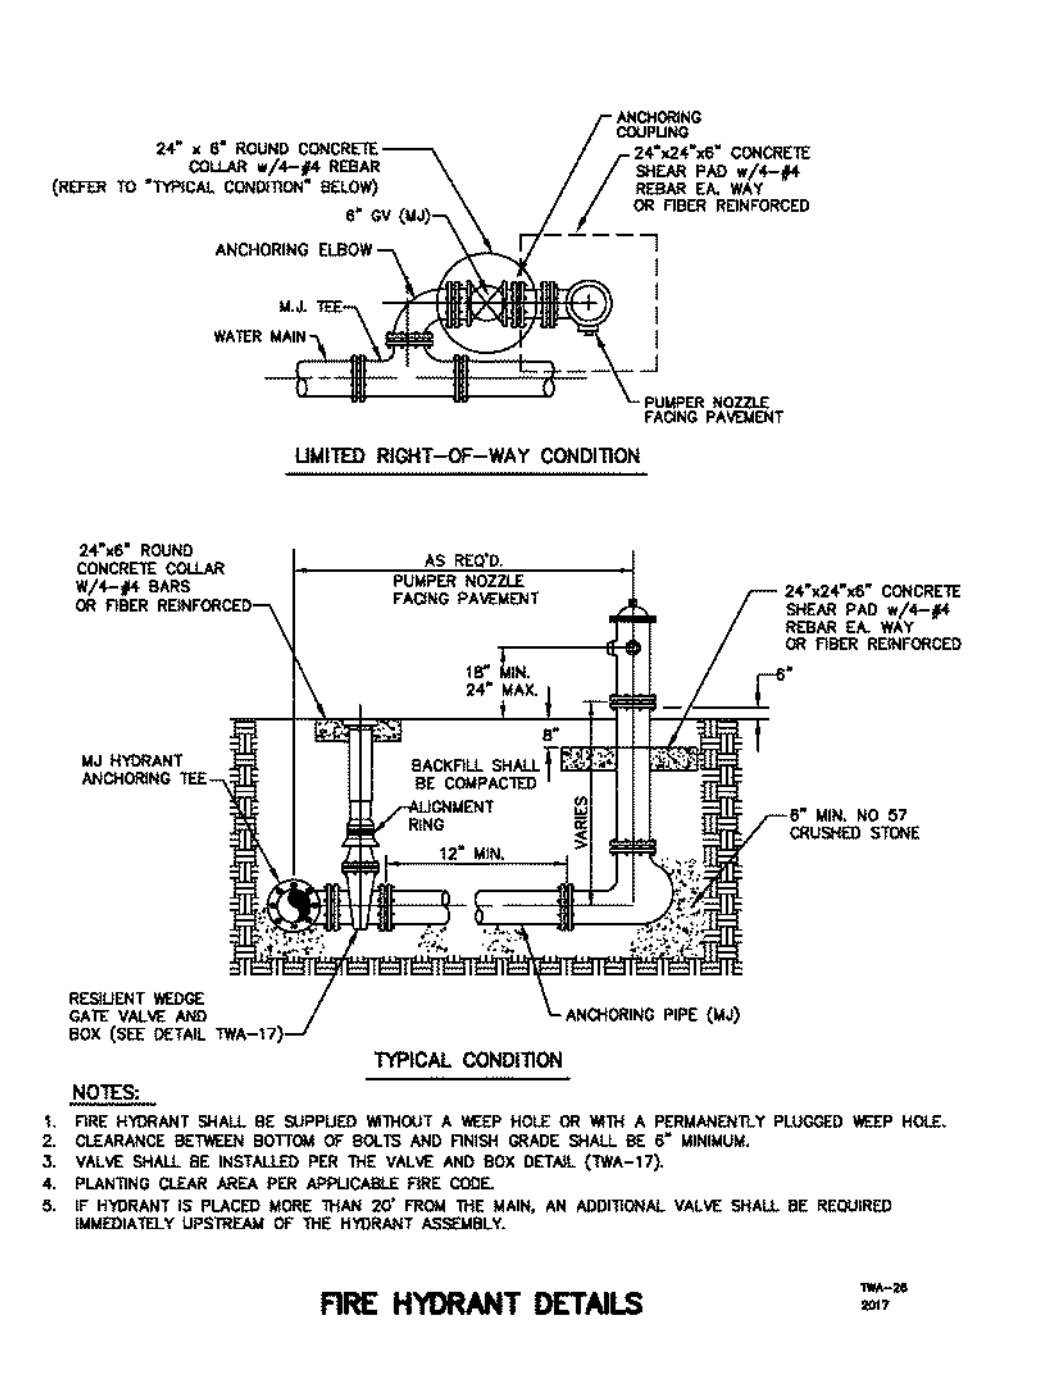 ANCHORING
COUPLING
24" x 6" ROUND CONCRETE
COLLAR w/4-#4 REBAR
(REFER TO "TYPICAL CONDITION" BELOW)
24"x24"x6" CONCRETE
SHEAR PAD w/4-#4
REBAR EA. WAY
OR FIBER REINFORCED
6" GV (MJ)
ANCHORING ELBOW
M.J. TEE
WATER MAIN
PUMPER NOZZLE
FACING PAVEMENT
LIMITED RIGHT-OF-WAY CONDITION
24"x6" ROUND
CONCRETE COLLAR
W/4-#4 BARS
OR FIBER REINFORCED
AS REQ'D.
PUMPER NOZZLE
FACING PAVEMENT
24"x24"x6" CONCRETE
SHEAR PAD w/4-#4
REBAR EA. WAY
OR FIBER REINFORCED
18" MIN.
24" MAX.
6"
8"
MJ HYDRANT
ANCHORING TEE
BACKFILL SHALL
BE COMPACTED
ALIGNMENT
RING
VARIES
6" MIN. NO 57
CRUSHED STONE
12" MIN.
RESILIENT WEDGE
GATE VALVE AND
BOX (SEE DETAIL TWA-17)
ANCHORING PIPE (MJ)
TYPICAL CONDITION
NOTES:
1. FIRE HYDRANT SHALL BE SUPPLIED WITHOUT A WEEP HOLE OR WITH A PERMANENTLY PLUGGED WEEP HOLE.
2. CLEARANCE BETWEEN BOTTOM OF BOLTS AND FINISH GRADE SHALL BE 6" MINIMUM.
3. VALVE SHALL BE INSTALLED PER THE VALVE AND BOX DETAIL (TWA-17).
4. PLANTING CLEAR AREA PER APPLICABLE FIRE CODE.
5. IF HYDRANT IS PLACED MORE THAN 20' FROM THE MAIN, AN ADDITIONAL VALVE SHALL BE REQUIRED
IMMEDIATELY UPSTREAM OF THE HYDRANT ASSEMBLY.
FIRE HYDRANT DETAILS
TWA-26
2017